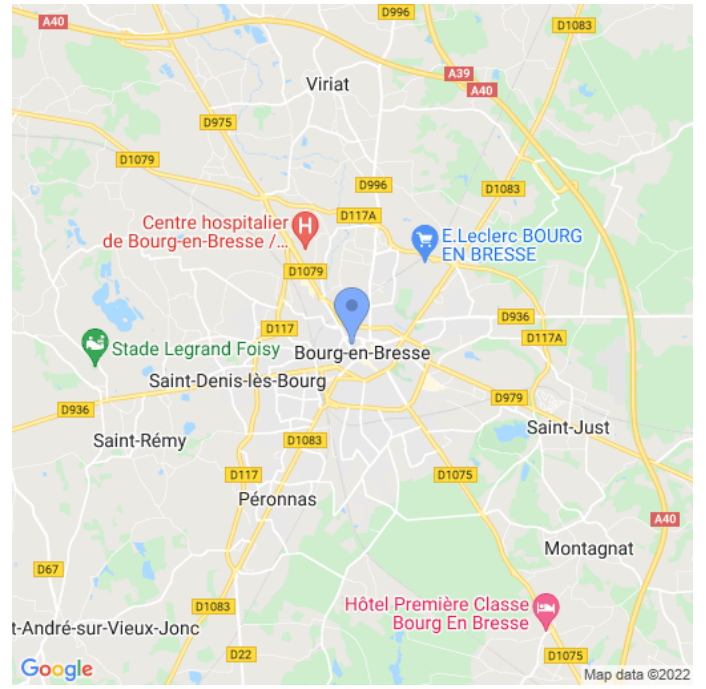 D996
A40
D1083
A39
Viriat
A40
D975
D1079
D996
D1083
D117A
Centre hospitalier
de Bourg-en-Bresse /...
H
E.Leclerc BOURG
EN BRESSE
D1079
D936
D117
D117A
Stade Legrand Foisy
Bourg-en-Bresse
Saint-Denis-lès-Bourg
D979
D936
Saint-Just
Saint-Rémy
D1083
D117
D1075
Péronnas
A40
Montagnat
D67
Hôtel Première Classe
Bourg En Bresse
D1083
t-André-sur-Vieux-Jonc
D22
D1075
Google
Map data ©2022